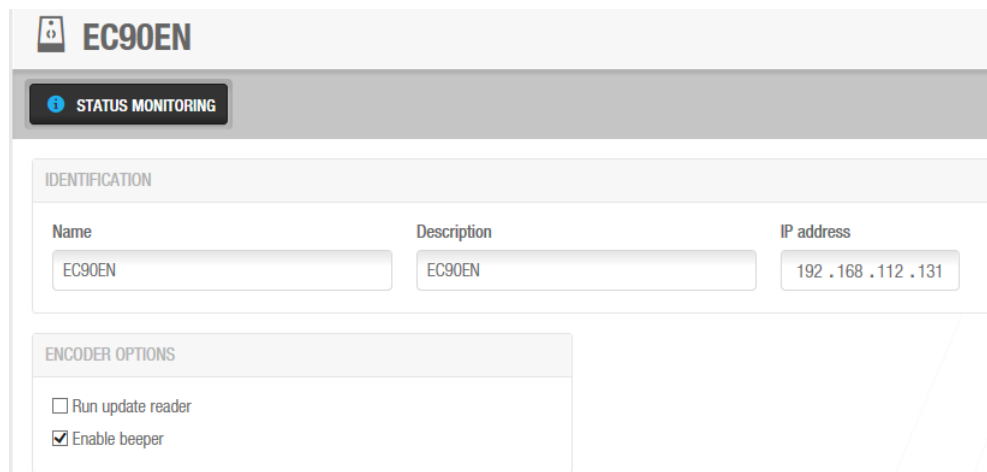 EC90EN
STATUS MONITORING
IDENTIFICATION
Name Description IP address
EC90EN EC90EN 192 . 168 . 112 . 131
ENCODER OPTIONS
Run update reader
Enable beeper